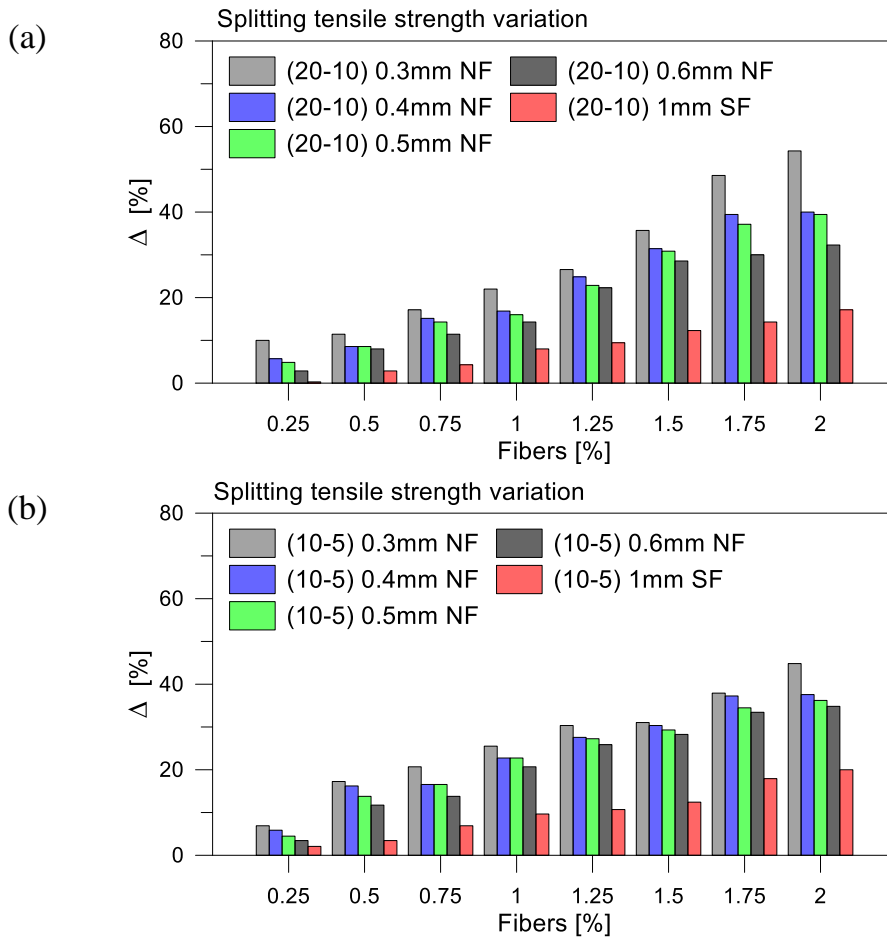 (a)
Splitting tensile strength variation
80
60
40
20
0
Δ [%]
(20-10) 0.3mm NF
(20-10) 0.4mm NF
(20-10) 0.5mm NF
(20-10) 0.6mm NF
(20-10) 1mm SF
0.25 0.5 0.75 1 1.25 1.5 1.75 2
Fibers [%]
(b)
Splitting tensile strength variation
80
60
40
20
0
Δ [%]
(10-5) 0.3mm NF
(10-5) 0.4mm NF
(10-5) 0.5mm NF
(10-5) 0.6mm NF
(10-5) 1mm SF
0.25 0.5 0.75 1 1.25 1.5 1.75 2
Fibers [%]